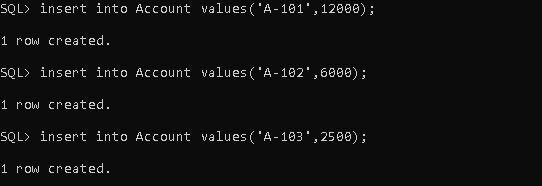 SQL> insert into Account values('A-101',12000);
1 row created.
SQL> insert into Account values('A-102',6000);
1 row created.
SQL> insert into Account values('A-103',2500);
1 row created.